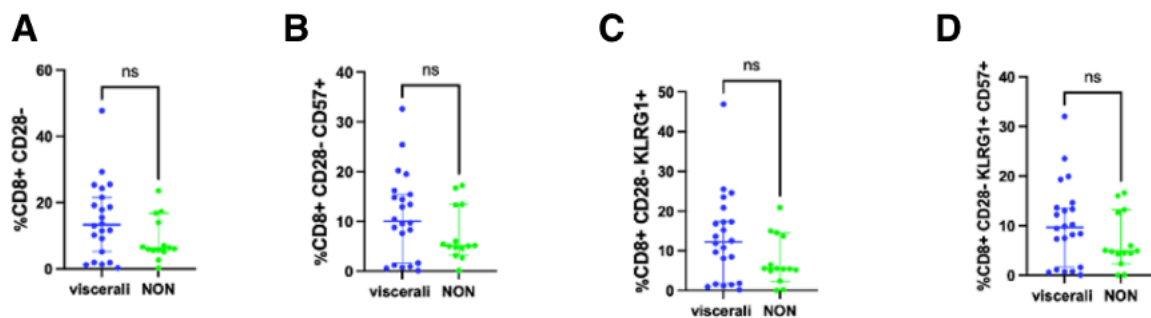 A
%CD8+ CD28-
60
40
20
0
ns
viscerali NON
B
%CD8+ CD28- CD57+
40
30
20
10
0
ns
viscerali NON
C
%CD8+ CD28- KLRG1+
50
40
30
20
10
0
ns
viscerali NON
D
%CD8+ CD28- KLRG1+ CD57+
40
30
20
10
0
ns
viscerali NON